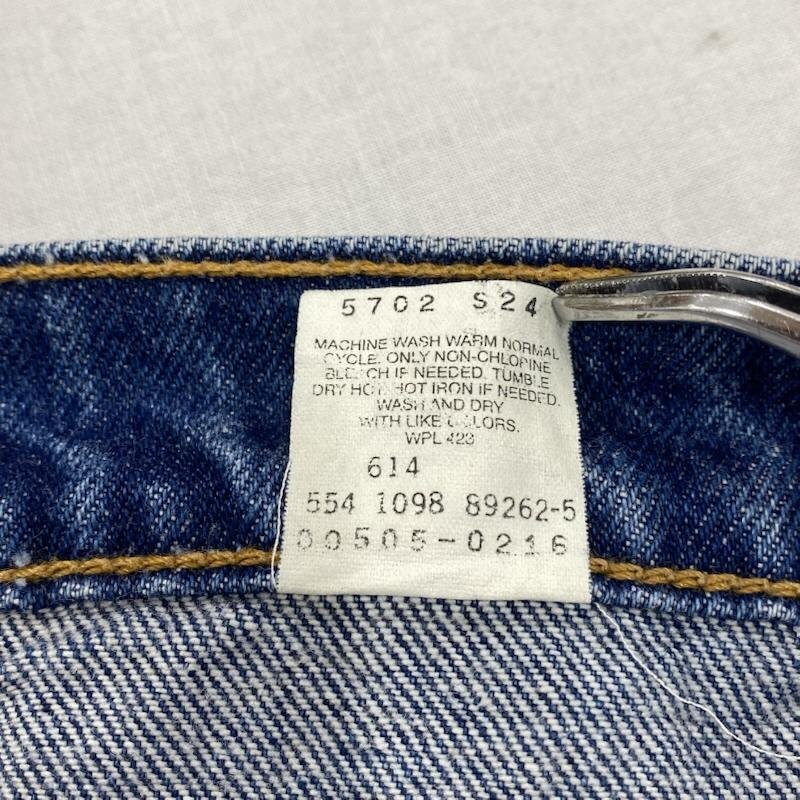 5702 S24
MACHINE WASH WARM NORMAL
CYCLE. ONLY NON-CHLORINE
BLEACH IF NEEDED. TUMBLE
DRY HOT. HOT IRON IF NEEDED.
WASH AND DRY
WITH LIKE COLORS.
WPL 423
614
554 1098 89262-5
00505-0216